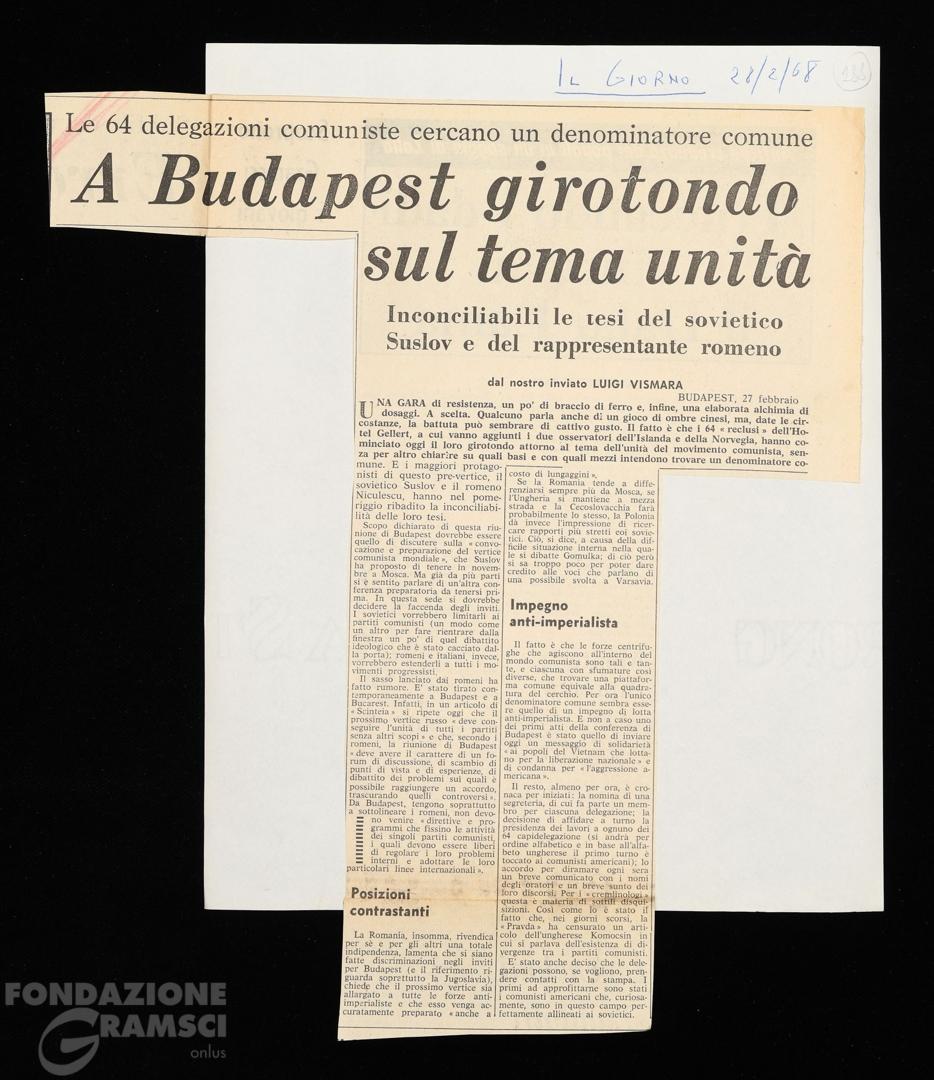 IL GIORNO 28/2/68
Le 64 delegazioni comuniste cercano un denominatore comune
A Budapest girotondo
sul tema unità
Inconciliabili le tesi del sovietico
Suslov e del rappresentante romeno
dal nostro inviato LUIGI VISMARA
BUDAPEST, 27 febbraio
UNA GARA di resistenza, un po' di braccio di ferro e, infine, una elaborata alchimia di
dosaggi. A scelta. Qualcuno parla anche di un gioco di ombre cinesi, ma, date le cir-
costanze, la battuta può sembrare di cattivo gusto. Il fatto è che i 64 « reclusi » dell'Ho-
tel Gellert, a cui vanno aggiunti i due osservatori dell'Islanda e della Norvegia, hanno co-
minciato oggi il loro girotondo attorno al tema dell'unità del movimento comunista, sen-
za per altro chiarire su quali basi e con quali mezzi intendono trovare un denominatore co-
mune. E i maggiori protago-
nisti di questo pre-vertice, il
sovietico Suslov e il romeno
Niculescu, hanno nel pome-
riggio ribadito la inconciliabi-
lità delle loro tesi.
Scopo dichiarato di questa riu-
nione di Budapest dovrebbe essere
quello di discutere sulla « convo-
cazione e preparazione del vertice
comunista mondiale », che Suslov
ha proposto di tenere in novem-
bre a Mosca. Ma già da più parti
si è sentito parlare di un'altra con-
ferenza preparatoria da tenersi pri-
ma. In questa sede si dovrebbe
decidere la faccenda degli inviti.
I sovietici vorrebbero limitarli ai
partiti comunisti (un modo come
un altro per fare rientrare dalla
finestra un po' di quel dibattito
ideologico che è stato cacciato dal-
la porta); romeni e italiani, invece,
vorrebbero estenderli a tutti i mo-
vimenti progressisti.
Il sasso lanciato dai romeni ha
fatto rumore. E' stato tirato con-
temporaneamente a Budapest e a
Bucarest. Infatti, in un articolo di
« Scinteia » si ripete oggi che il
prossimo vertice russo « deve con-
seguire l'unità di tutti i partiti
senza altri scopi » e che, secondo i
romeni, la riunione di Budapest
« deve avere il carattere di un fo-
rum di discussione, di scambio di
punti di vista e di esperienze, di
dibattito dei problemi sui quali è
possibile raggiungere un accordo,
trascurando quelli controversi ».
Da Budapest, tengono soprattutto
a sottolineare i romeni, non devo-
no venire « direttive e pro-
grammi che fissino le attività
dei singoli partiti comunisti,
i quali devono essere liberi
di regolare i loro problemi
interni e adottare le loro
particolari linee internazionali ».
Posizioni
contrastanti
La Romania, insomma, rivendica
per sè e per gli altri una totale
indipendenza, lamenta che si siano
fatte discriminazioni negli inviti
per Budapest (e il riferimento ri-
guarda soprettutto la Jugoslavia),
chiede che il prossimo vertice sia
allargato a tutte le forze anti-
imperialiste e che esso venga ac-
curatamente preparato « anche a
costo di lungaggini ».
Se la Romania tende a diffe-
renziarsi sempre più da Mosca, se
l'Ungheria si mantiene a mezza
strada e la Cecoslovacchia farà
probabilmente lo stesso, la Polonia
dà invece l'impressione di ricer-
care rapporti più stretti coi sovie-
tici. Ciò, si dice, a causa della dif-
ficile situazione interna nella qua-
le si dibatte Gomulka; di ciò però
si sa troppo poco per poter dare
credito alle voci che parlano di
una possibile svolta a Varsavia.
Impegno
anti-imperialista
Il fatto è che le forze centrifu-
ghe che agiscono all'interno del
mondo comunista sono tali e tan-
te, e ciascuna con sfumature così
diverse, che trovare una piattafor-
ma comune equivale alla quadra-
tura del cerchio. Per ora l'unico
denominatore comune sembra es-
sere quello di un impegno di lotta
anti-imperialista. E non a caso uno
dei primi atti della conferenza di
Budapest è stato quello di inviare
oggi un messaggio di solidarietà
« ai popoli del Vietnam che lotta-
no per la liberazione nazionale » e
di condanna per « l'aggressione a-
mericana ».
Il resto, almeno per ora, è cro-
naca per iniziati: la nomina di una
segreteria, di cui fa parte un mem-
bro per ciascuna delegazione; la
decisione di affidare a turno la
presidenza dei lavori a ognuno dei
64 capidelegazione (si andrà per
ordine alfabetico e in base all'alfa-
beto ungherese il primo turno è
toccato ai comunisti americani); lo
accordo per diramare ogni sera
un breve comunicato con i nomi
degli oratori e un breve sunto dei
loro discorsi. Per i « cremlinologi »
questa è materia di sottili disqui-
sizioni. Così come lo è stato il
fatto che, nei giorni scorsi, la
« Pravda » ha censurato un arti-
colo dell'ungherese Komocsin in
cui si parlava dell'esistenza di di-
vergenze tra i partiti comunisti.
E' stato anche deciso che le dele-
gazioni possono, se vogliono, pren-
dere contatti con la stampa. I
primi ad approfittarne sono stati
i comunisti americani che, curiosa-
mente, sono in questo campo per-
fettamente allineati ai sovietici.
FONDAZIONE
GRAMSCI
onlus